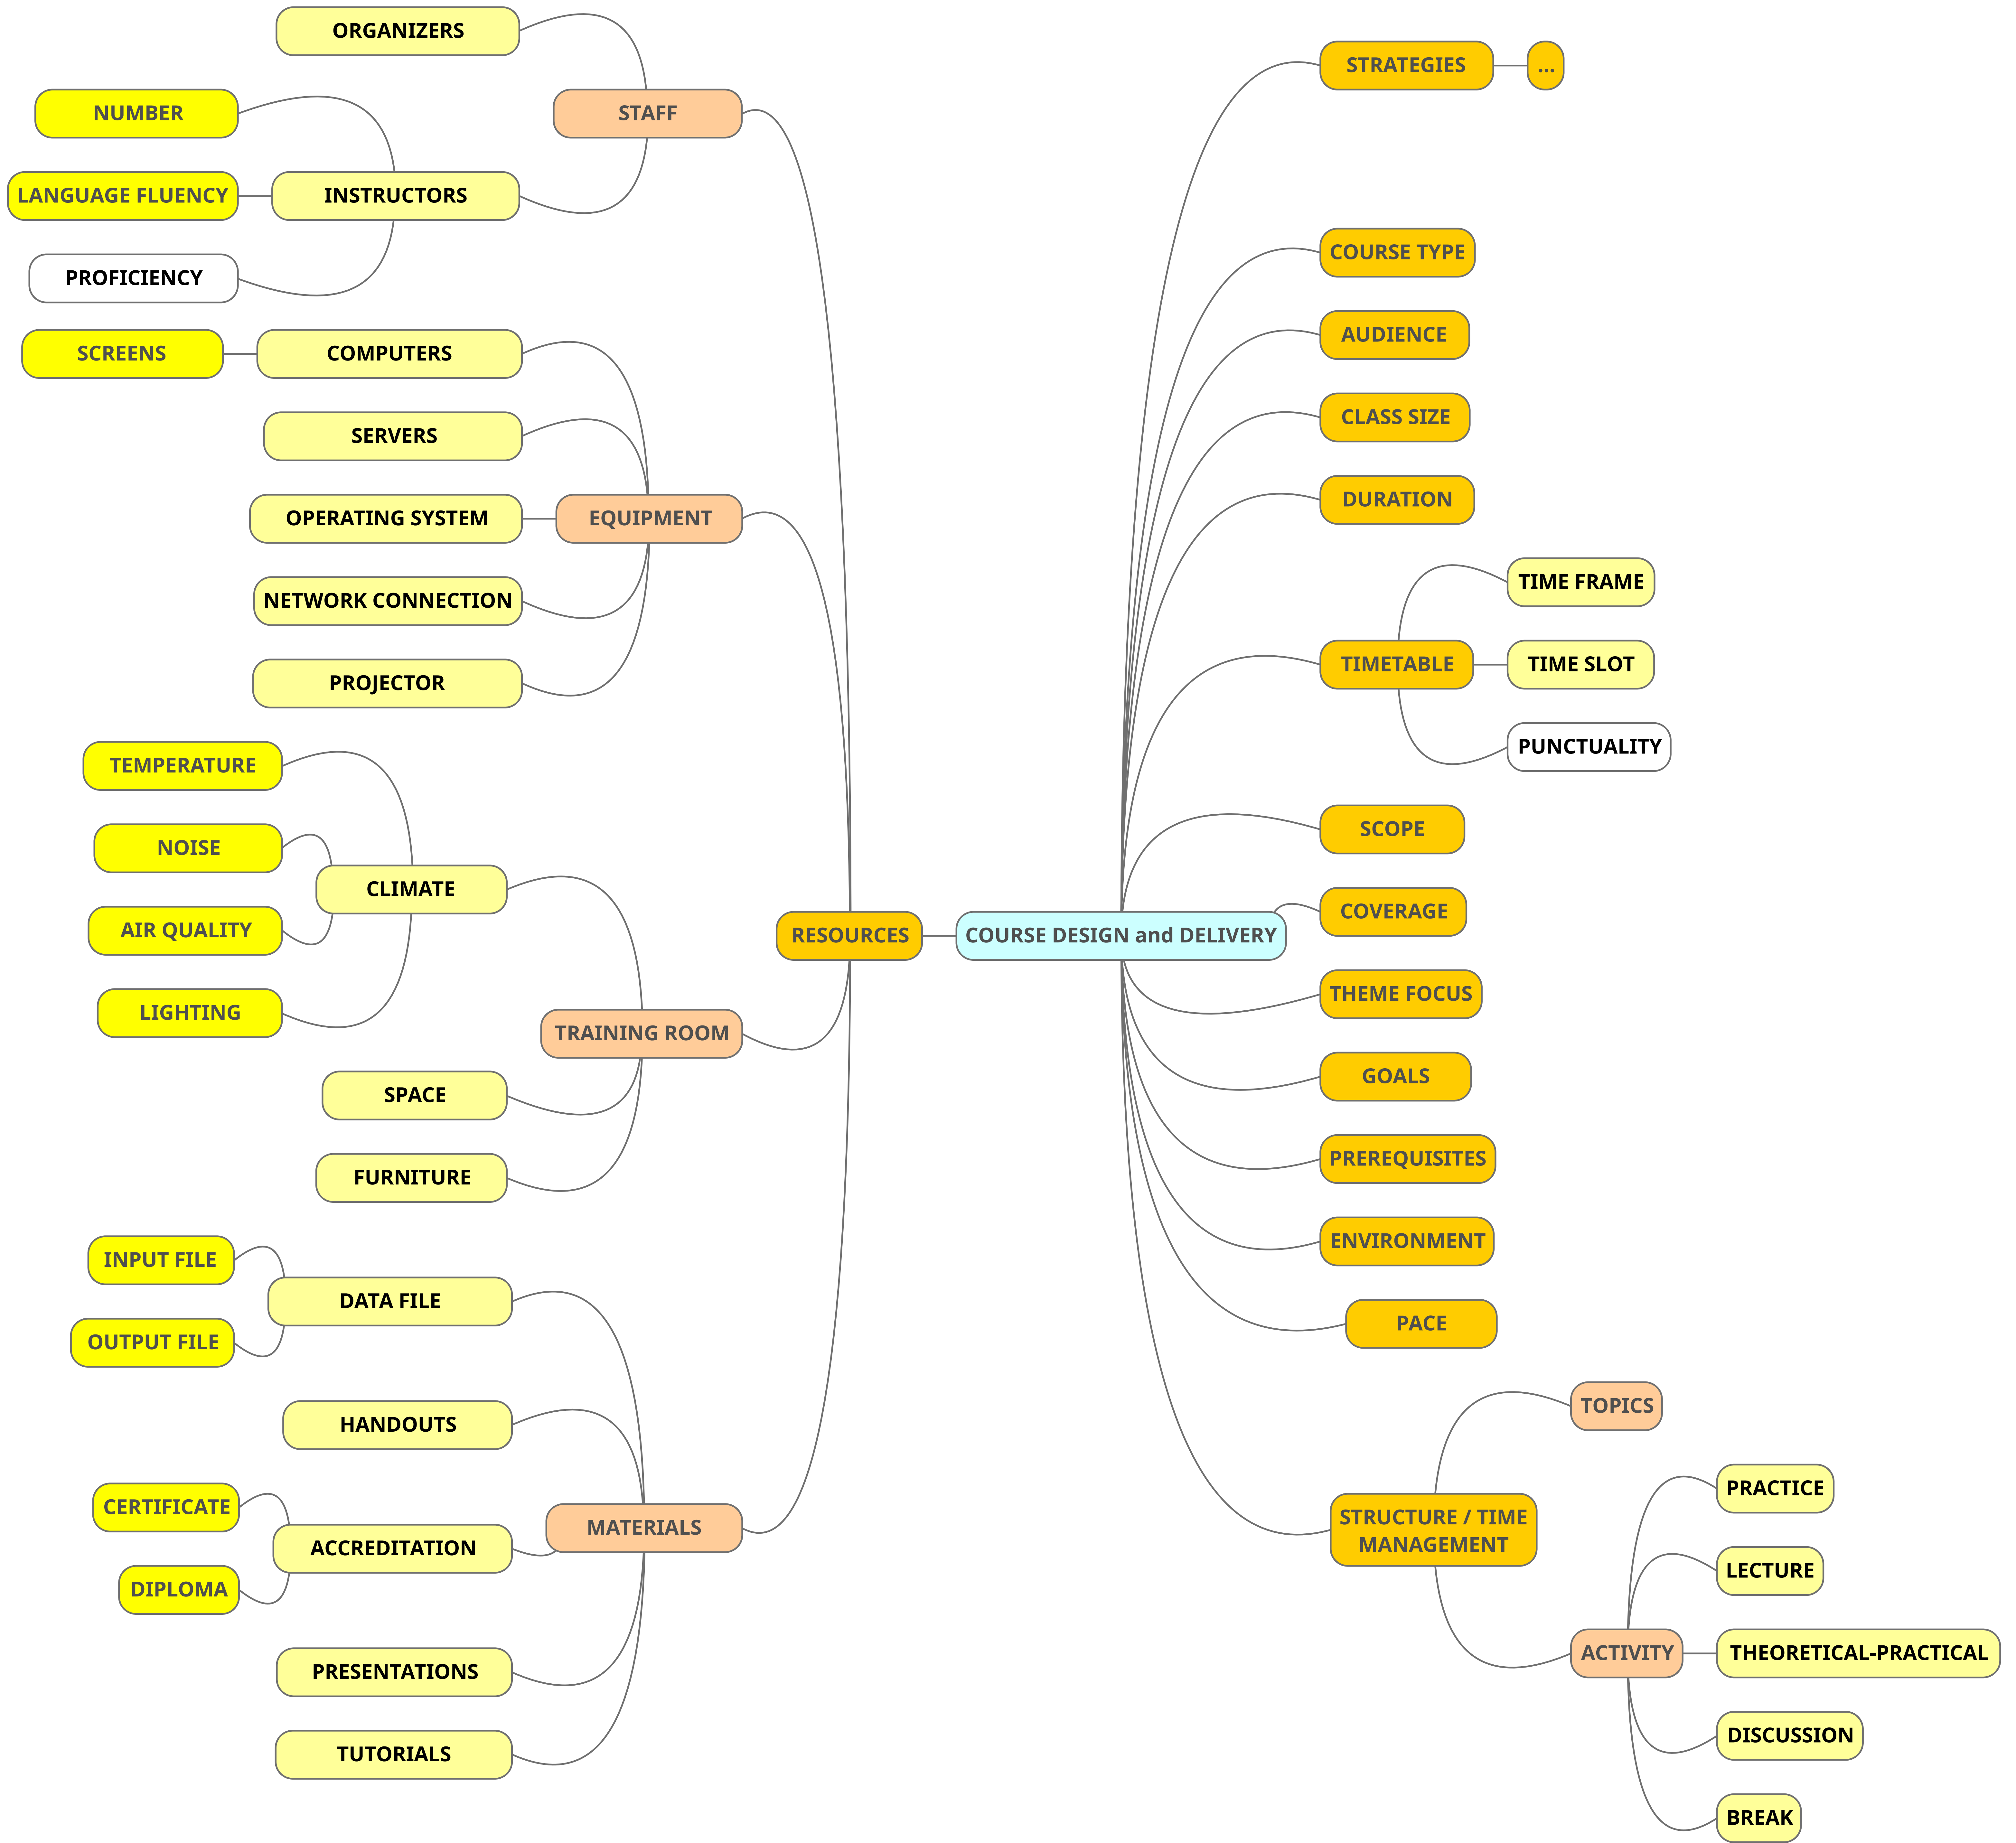 ORGANIZERS
STAFF
NUMBER
LANGUAGE FLUENCY
INSTRUCTORS
PROFICIENCY
SCREENS
COMPUTERS
SERVERS
OPERATING SYSTEM
EQUIPMENT
NETWORK CONNECTION
PROJECTOR
TEMPERATURE
NOISE
CLIMATE
AIR QUALITY
LIGHTING
TRAINING ROOM
SPACE
FURNITURE
INPUT FILE
DATA FILE
OUTPUT FILE
HANDOUTS
CERTIFICATE
MATERIALS
ACCREDITATION
DIPLOMA
PRESENTATIONS
TUTORIALS
RESOURCES
COURSE DESIGN and DELIVERY
STRATEGIES
...
COURSE TYPE
AUDIENCE
CLASS SIZE
DURATION
TIME FRAME
TIMETABLE
TIME SLOT
PUNCTUALITY
SCOPE
COVERAGE
THEME FOCUS
GOALS
PREREQUISITES
ENVIRONMENT
PACE
TOPICS
STRUCTURE / TIME
MANAGEMENT
PRACTICE
LECTURE
ACTIVITY
THEORETICAL-PRACTICAL
DISCUSSION
BREAK